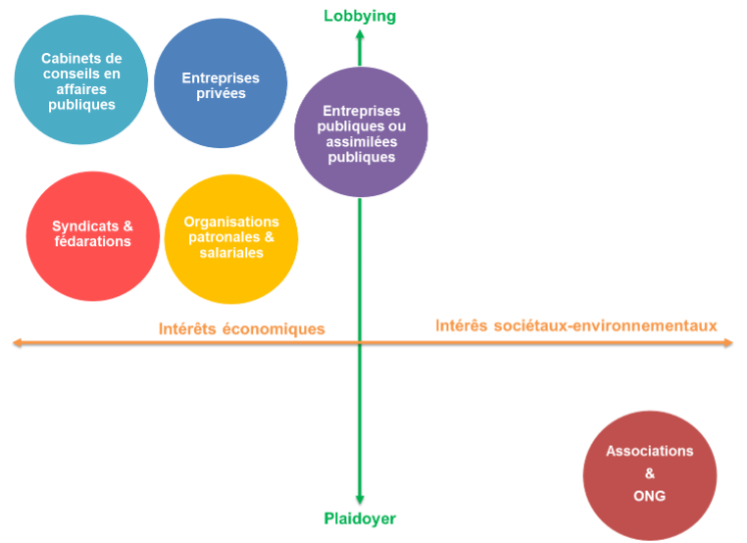 Lobbying
Cabinets de
conseils en
affaires
publiques
Entreprises
privées
Entreprises
publiques ou
assimilées
publiques
Syndicats &
fédarations
Organisations
patronales &
salariales
Intérêts économiques
Intérês sociétaux-environnementaux
Associations
&
ONG
Plaidoyer